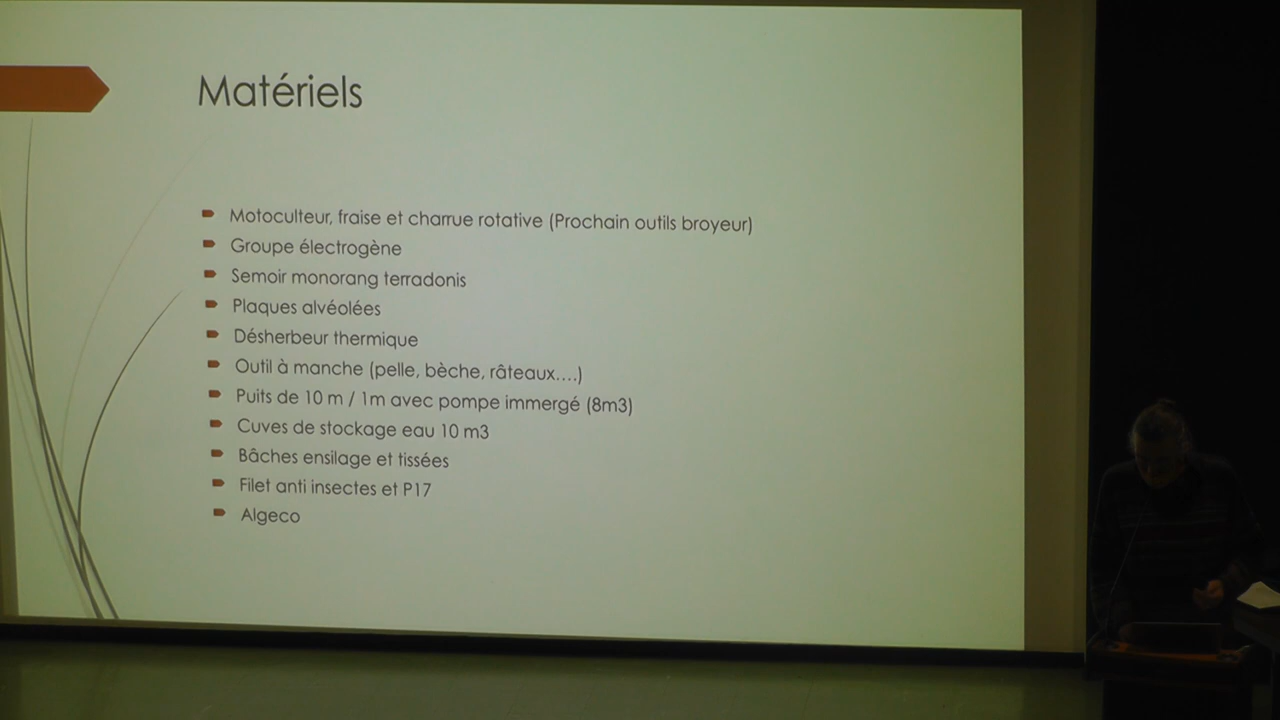 Matériels
Motoculteur, fraise et charrue rotative (Prochain outils broyeur)
Groupe électrogène
Semoir monorang terradonis
Plaques alvéolées
Désherbeur thermique
Outil à manche (pelle, bèche, râteaux....)
Puits de 10 m / 1m avec pompe immergé (8m3)
Cuves de stockage eau 10 m3
Bâches ensilage et tissées
Filet anti insectes et P17
Algeco